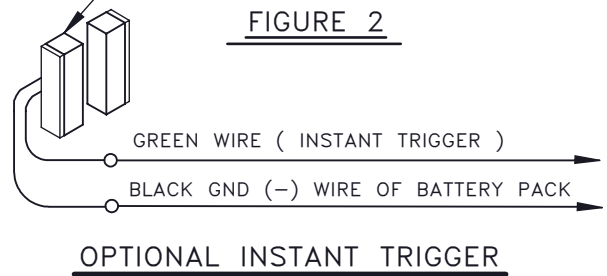 FIGURE 2
GREEN WIRE ( INSTANT TRIGGER )
BLACK GND (−) WIRE OF BATTERY PACK
OPTIONAL INSTANT TRIGGER